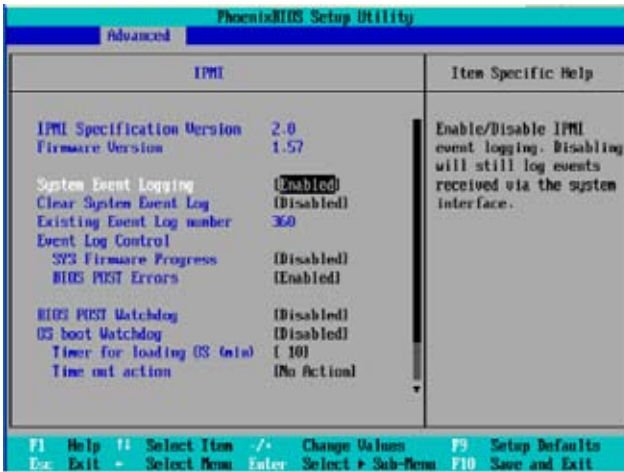 PhoenixBIOS Setup Utility
Advanced
IPMI
Item Specific Help
IPMI Specification Version 2.0
Firmware Version 1.57
System Event Logging [Enabled]
Clear System Event Log [Disabled]
Existing Event Log number 360
Event Log Control
SYS Firmware Progress [Disabled]
BIOS POST Errors [Enabled]
BIOS POST Watchdog [Disabled]
OS boot Watchdog [Disabled]
Timer for loading OS (min) [ 10]
Time out action [No Action]
Enable/Disable IPMI
event logging. Disabling
will still log events
received via the system
interface.
F1 Help ↑↓ Select Item -/+ Change Values F9 Setup Defaults
Esc Exit ← Select Menu Enter Select ▶ Sub-Menu F10 Save and Exit